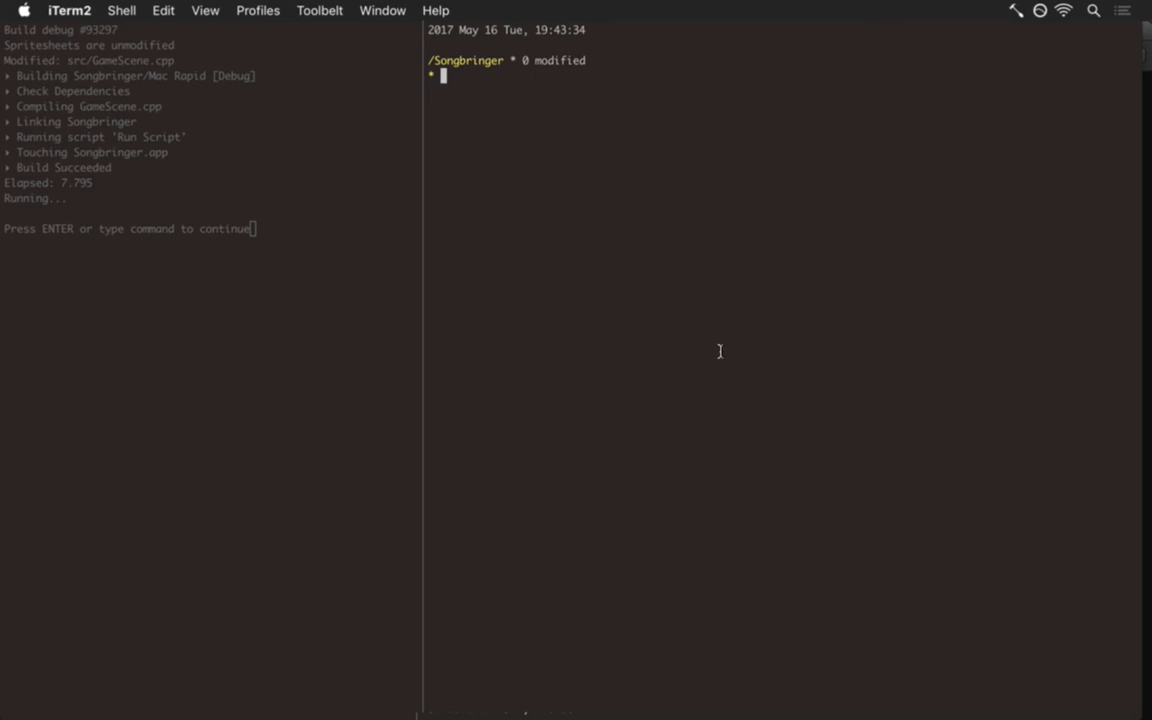 iTerm2 Shell Edit View Profiles Toolbelt Window Help
Build debug #93297
Spritesheets are unmodified
Modified: src/GameScene.cpp
▸ Building Songbringer/Mac Rapid [Debug]
▸ Check Dependencies
▸ Compiling GameScene.cpp
▸ Linking Songbringer
▸ Running script 'Run Script'
▸ Touching Songbringer.app
▸ Build Succeeded
Elapsed: 7.795
Running...
Press ENTER or type command to continue
2017 May 16 Tue, 19:43:34
/Songbringer * 0 modified
*